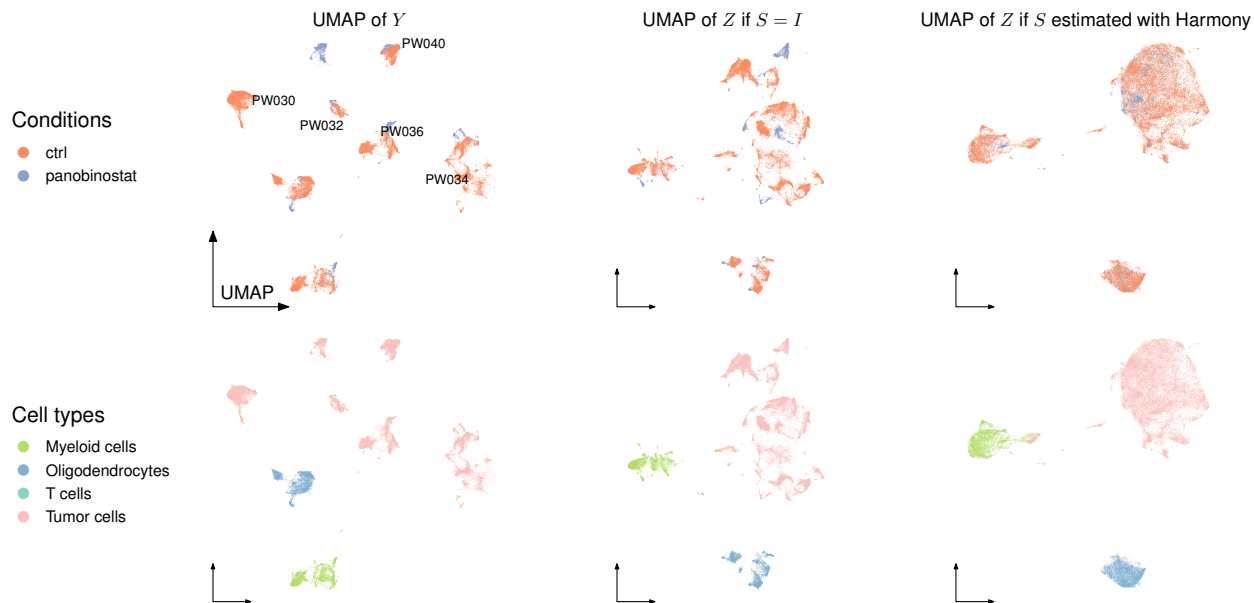 UMAP of Y
UMAP of Z if S = I
UMAP of Z if S estimated with Harmony
PW040
PW030
PW032
PW036
PW034
Conditions
ctrl
panobinostat
UMAP
Cell types
Myeloid cells
Oligodendrocytes
T cells
Tumor cells